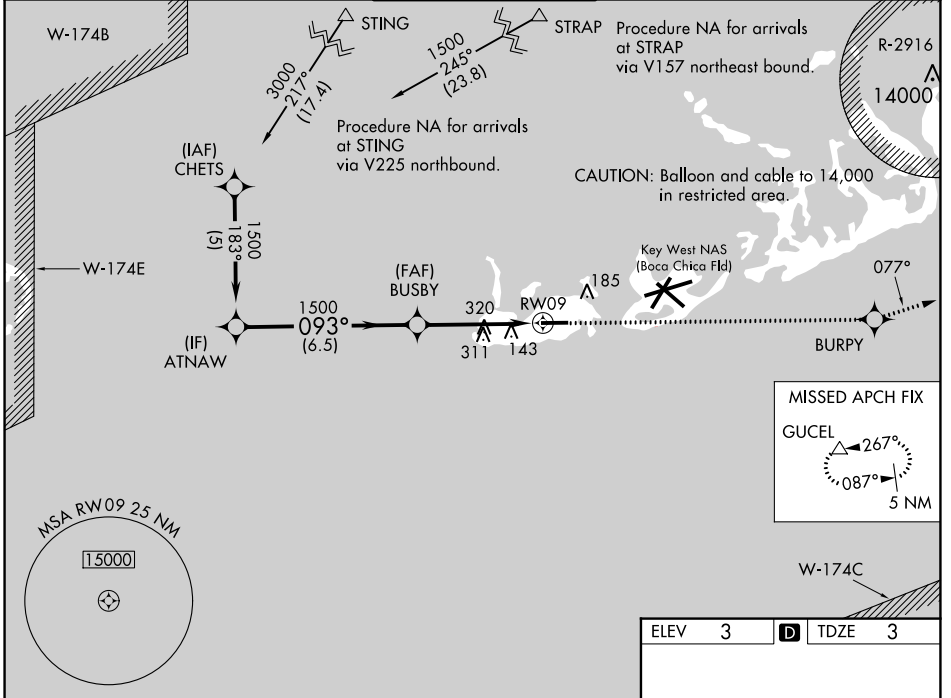 W-174B
STING
3000
217°
(17.4)
STRAP
1500
245°
(23.8)
Procedure NA for arrivals
at STRAP
via V157 northeast bound.
R-2916
14000
Procedure NA for arrivals
at STING
via V225 northbound.
(IAF)
CHETS
CAUTION: Balloon and cable to 14,000
in restricted area.
1500
183°
(5)
W-174E
Key West NAS
(Boca Chica Fld)
077°
(FAF)
BUSBY
185
1500
093°
(6.5)
320
RW09
311
143
(IF)
ATNAW
BURPY
MISSED APCH FIX
GUCEL
267°
087°
5 NM
MSA RW09 25 NM
15000
W-174C
ELEV 3 D TDZE 3